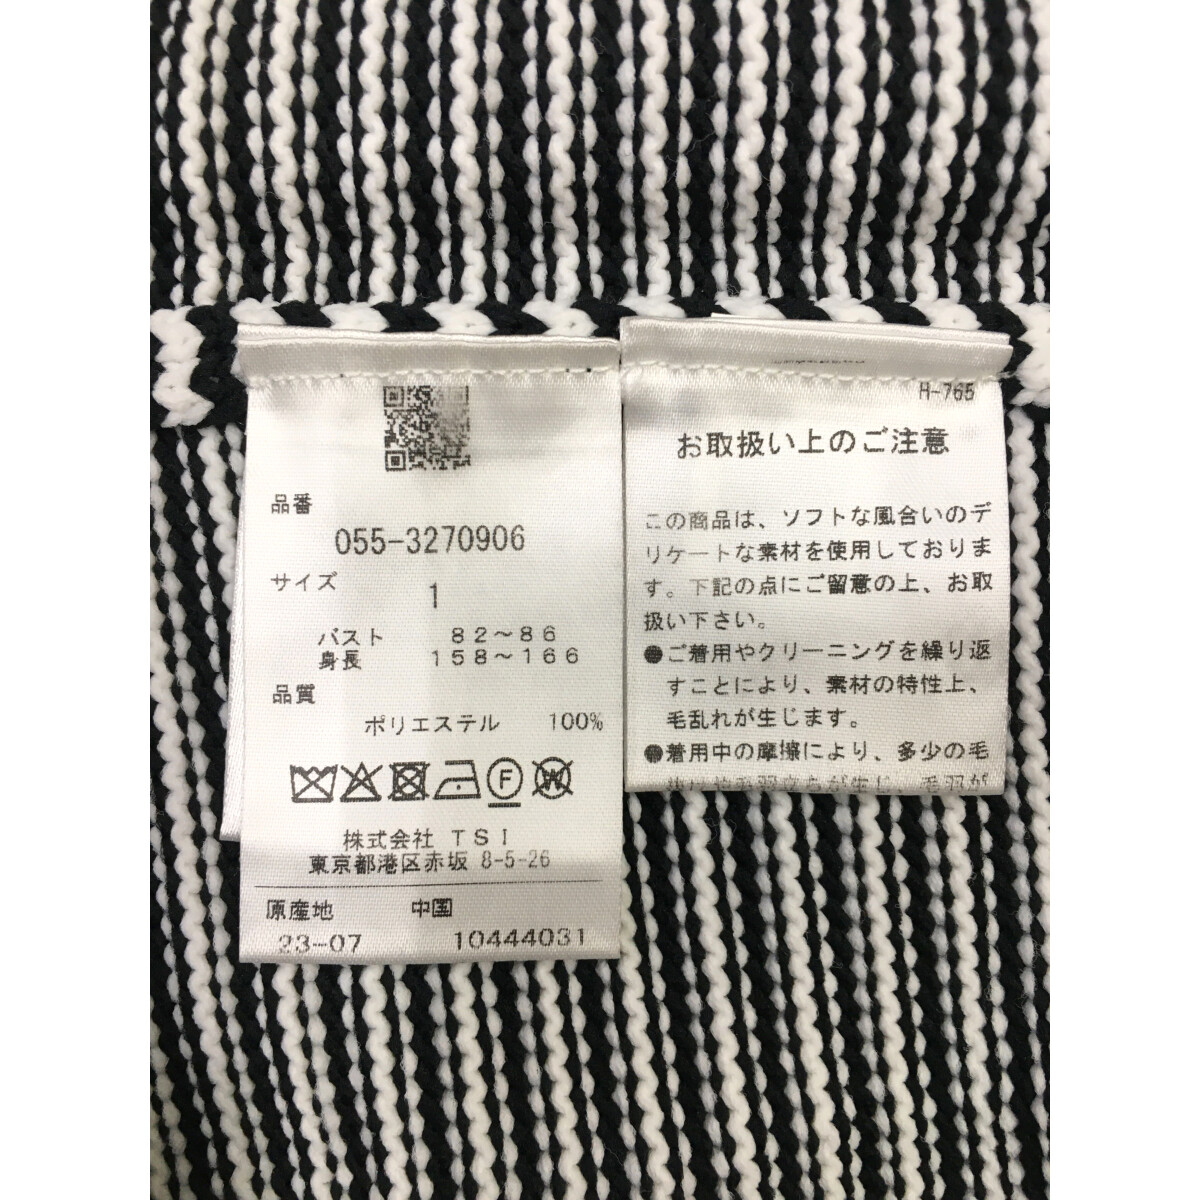 品番
055-3270906
サイズ
1
バスト 82～86
身長 158～166
品質
ポリエステル 100%
F
W
株式会社 TSI
東京都港区赤坂 8-5-26
原産地 中国
23-07 10444031
H-765
お取扱い上のご注意
この商品は、ソフトな風合いのデ
リケートな素材を使用しておりま
す。下記の点にご留意の上、お取
扱い下さい。
●ご着用やクリーニングを繰り返
すことにより、素材の特性上、
毛乱れが生じます。
●着用中の摩擦により、多少の毛
が生じ、毛羽が